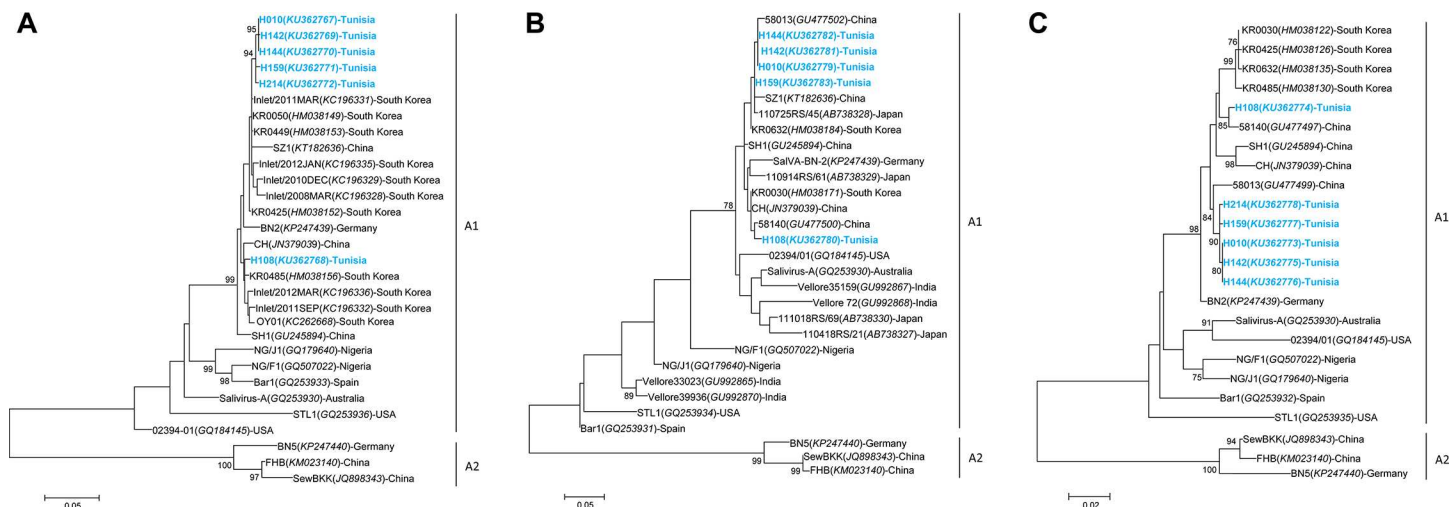 A
95
H010(KU362767)-Tunisia
H142(KU362769)-Tunisia
94
H144(KU362770)-Tunisia
H159(KU362771)-Tunisia
H214(KU362772)-Tunisia
Inlet/2011MAR(KC196331)-South Korea
KR0050(HM038149)-South Korea
KR0449(HM038153)-South Korea
SZ1(KT182636)-China
Inlet/2012JAN(KC196335)-South Korea
Inlet/2010DEC(KC196329)-South Korea
Inlet/2008MAR(KC196328)-South Korea
KR0425(HM038152)-South Korea
BN2(KP247439)-Germany
CH(JN379039)-China
H108(KU362768)-Tunisia
99
KR0485(HM038156)-South Korea
Inlet/2012MAR(KC196336)-South Korea
Inlet/2011SEP(KC196332)-South Korea
OY01(KC262668)-South Korea
SH1(GU245894)-China
NG/J1(GQ179640)-Nigeria
99
NG/F1(GQ507022)-Nigeria
98
Bar1(GQ253933)-Spain
Salivirus-A(GQ253930)-Australia
STL1(GQ253936)-USA
02394-01(GQ184145)-USA
A1
BN5(KP247440)-Germany
100
FHB(KM023140)-China
97
SewBKK(JQ898343)-China
A2
0.05
B
58013(GU477502)-China
H144(KU362782)-Tunisia
H142(KU362781)-Tunisia
H010(KU362779)-Tunisia
H159(KU362783)-Tunisia
SZ1(KT182636)-China
110725RS/45(AB738328)-Japan
KR0632(HM038184)-South Korea
SH1(GU245894)-China
SalVA-BN-2(KP247439)-Germany
110914RS/61(AB738329)-Japan
KR0030(HM038171)-South Korea
78
CH(JN379039)-China
58140(GU477500)-China
H108(KU362780)-Tunisia
02394/01(GQ184145)-USA
Salivirus-A(GQ253930)-Australia
Vellore35159(GU992867)-India
Vellore 72(GU992868)-India
111018RS/69(AB738330)-Japan
110418RS/21(AB738327)-Japan
NG/F1(GQ507022)-Nigeria
NG/J1(GQ179640)-Nigeria
Vellore33023(GU992865)-India
89
Vellore39936(GU992870)-India
STL1(GQ253934)-USA
Bar1(GQ253931)-Spain
A1
BN5(KP247440)-Germany
99
SewBKK(JQ898343)-China
99
FHB(KM023140)-China
A2
0.05
C
KR0030(HM038122)-South Korea
76
KR0425(HM038126)-South Korea
99
KR0632(HM038135)-South Korea
KR0485(HM038130)-South Korea
H108(KU362774)-Tunisia
85
58140(GU477497)-China
SH1(GU245894)-China
98
CH(JN379039)-China
58013(GU477499)-China
H214(KU362778)-Tunisia
84
H159(KU362777)-Tunisia
98
90
H010(KU362773)-Tunisia
H142(KU362775)-Tunisia
80
H144(KU362776)-Tunisia
BN2(KP247439)-Germany
91
Salivirus-A(GQ253930)-Australia
02394/01(GQ184145)-USA
NG/F1(GQ507022)-Nigeria
75
NG/J1(GQ179640)-Nigeria
Bar1(GQ253932)-Spain
STL1(GQ253935)-USA
A1
94
SewBKK(JQ898343)-China
FHB(KM023140)-China
100
BN5(KP247440)-Germany
A2
0.02